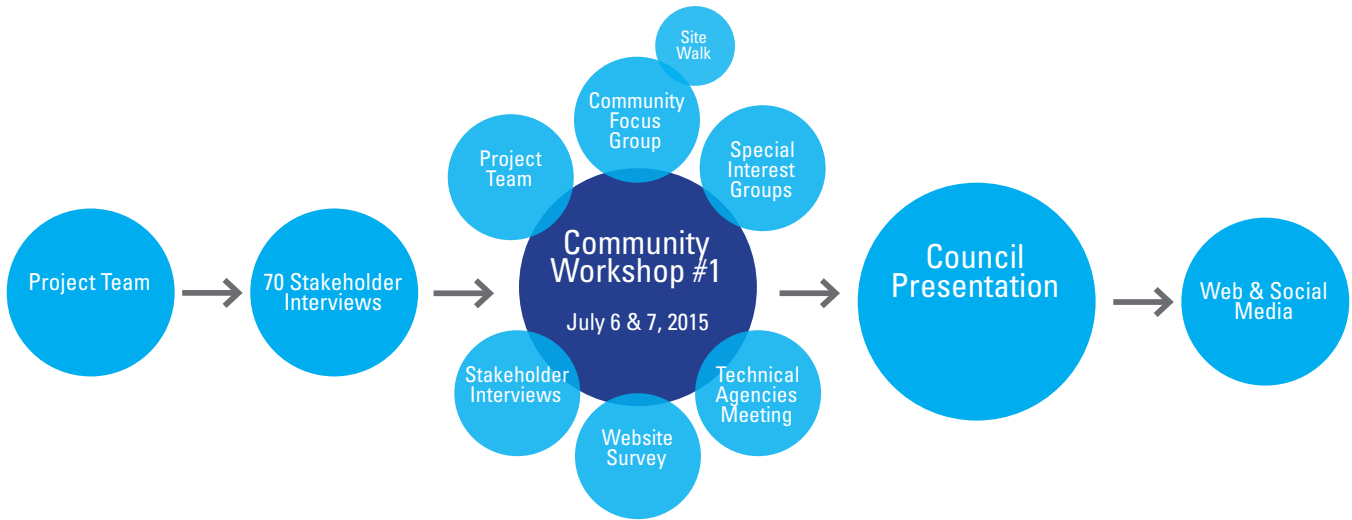 Project Team
70 Stakeholder
Interviews
Site
Walk
Community
Focus
Group
Project
Team
Special
Interest
Groups
Community
Workshop #1
July 6 & 7, 2015
Stakeholder
Interviews
Website
Survey
Technical
Agencies
Meeting
Council
Presentation
Web & Social
Media